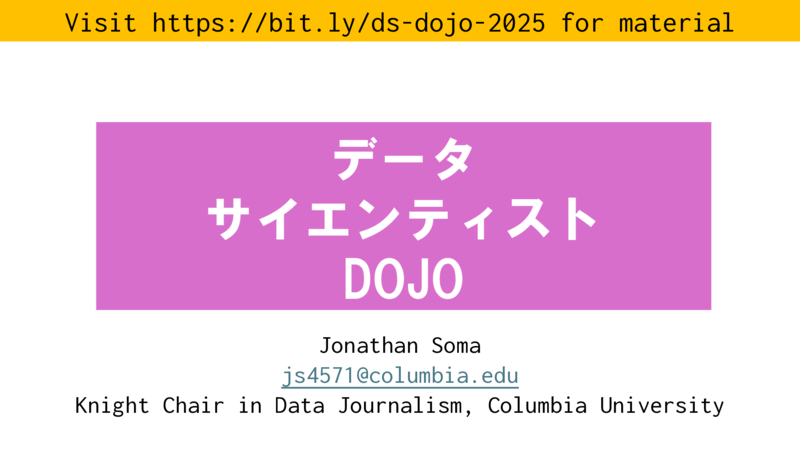 Visit https://bit.ly/ds-dojo-2025 for material
データ
サイエンティスト
DOJO
Jonathan Soma
js4571@columbia.edu
Knight Chair in Data Journalism, Columbia University